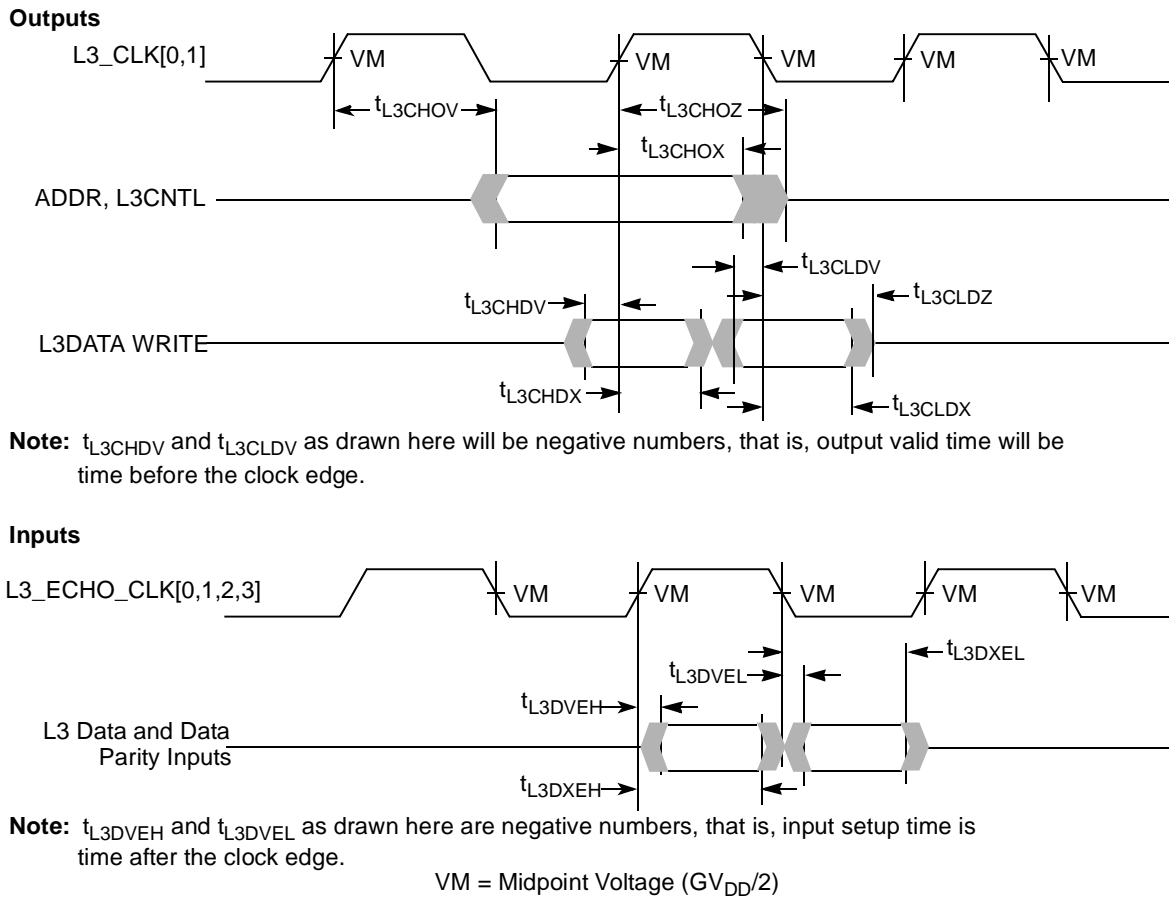 Outputs
L3_CLK[0,1]
VM VM VM VM VM
tL3CHOV
tL3CHOZ
tL3CHOX
ADDR, L3CNTL
tL3CLDV
tL3CHDV
tL3CLDZ
L3DATA WRITE
tL3CHDX
tL3CLDX
Note: tL3CHDV and tL3CLDV as drawn here will be negative numbers, that is, output valid time will be
time before the clock edge.
Inputs
L3_ECHO_CLK[0,1,2,3]
VM VM VM VM VM
tL3DXEL
tL3DVEL
tL3DVEH
L3 Data and Data
Parity Inputs
tL3DXEH
Note: tL3DVEH and tL3DVEL as drawn here are negative numbers, that is, input setup time is
time after the clock edge.
VM = Midpoint Voltage (GVDD/2)